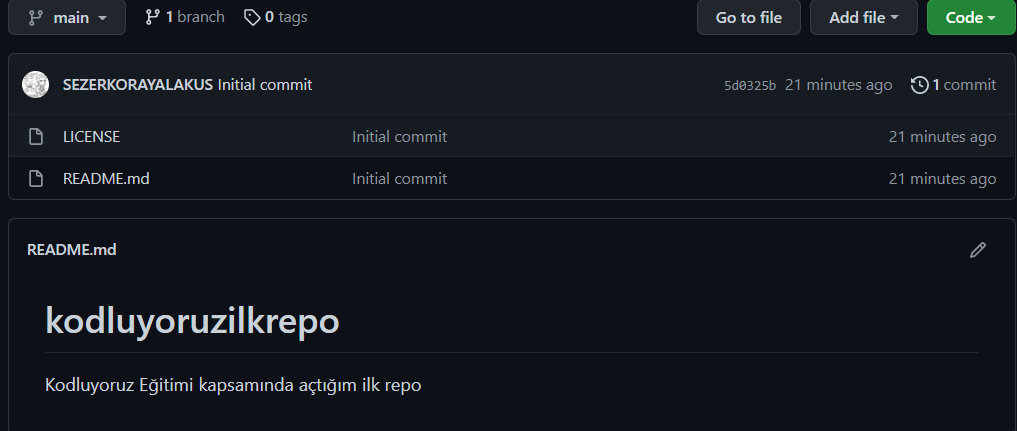 main 1 branch 0 tags Go to file Add file Code
SEZERKORAYALAKUS Initial commit 5d0325b 21 minutes ago 1 commit
LICENSE Initial commit 21 minutes ago
README.md Initial commit 21 minutes ago
README.md
kodluyoruzilkrepo
Kodluyoruz Eğitimi kapsamında açtığım ilk repo